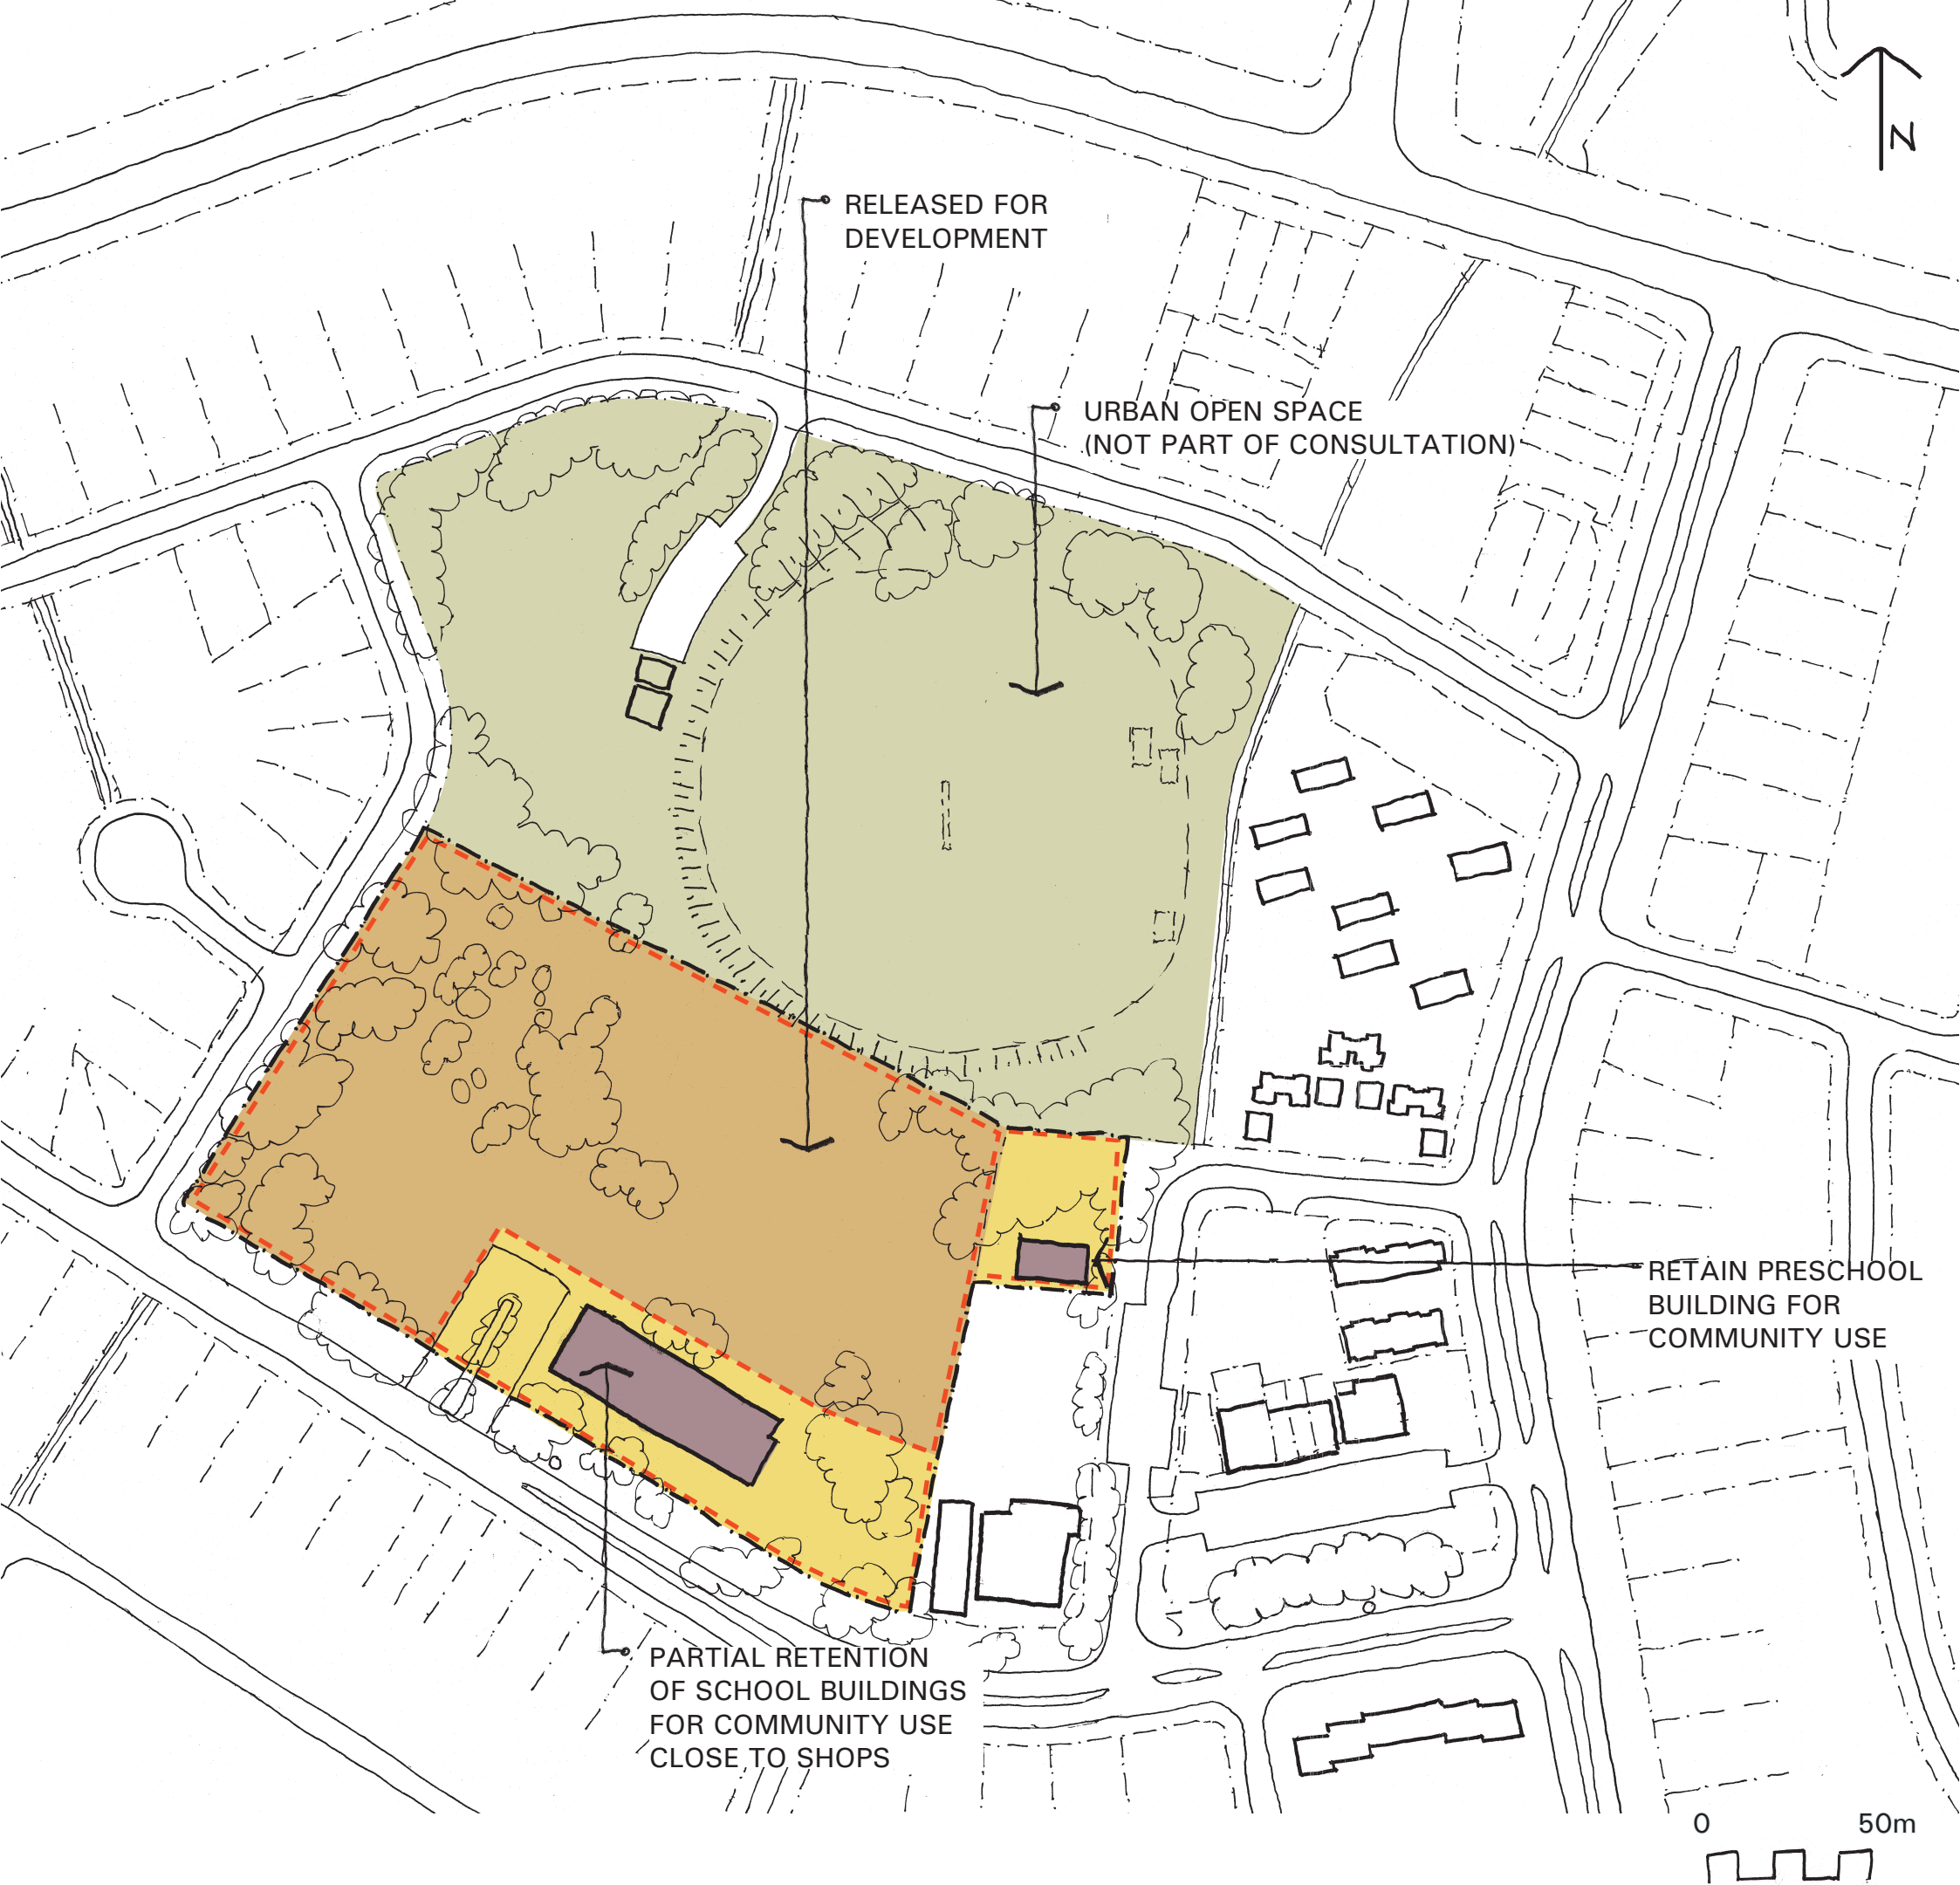 N
RELEASED FOR
DEVELOPMENT
URBAN OPEN SPACE
(NOT PART OF CONSULTATION)
RETAIN PRESCHOOL
BUILDING FOR
COMMUNITY USE
PARTIAL RETENTION
OF SCHOOL BUILDINGS
FOR COMMUNITY USE
CLOSE TO SHOPS
0 50m